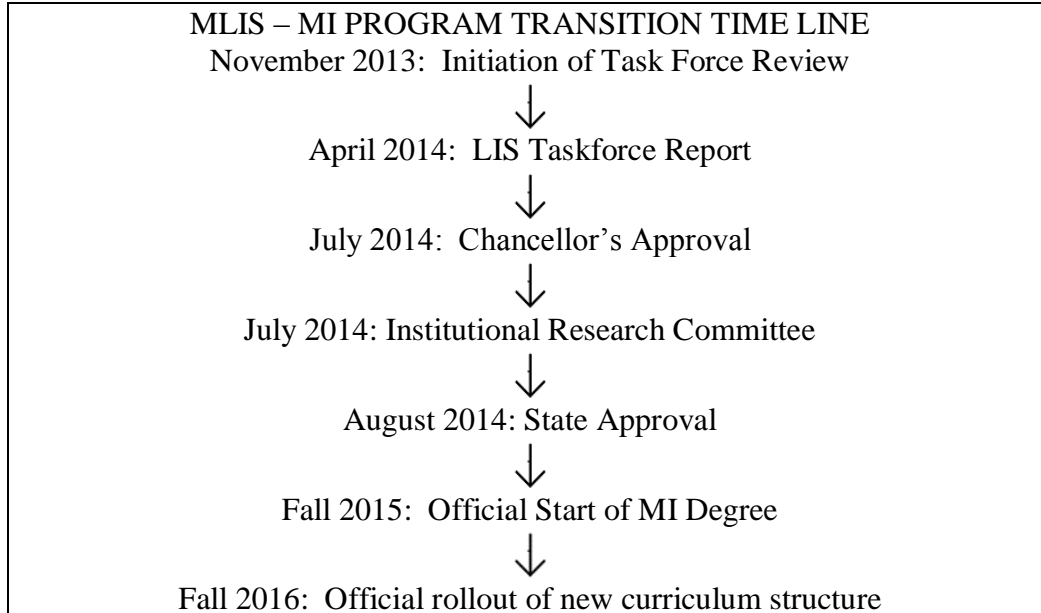 MLIS – MI PROGRAM TRANSITION TIME LINE
November 2013:  Initiation of Task Force Review
April 2014:  LIS Taskforce Report
July 2014:  Chancellor’s Approval
July 2014: Institutional Research Committee
August 2014: State Approval
Fall 2015:  Official Start of MI Degree
Fall 2016:  Official rollout of new curriculum structure